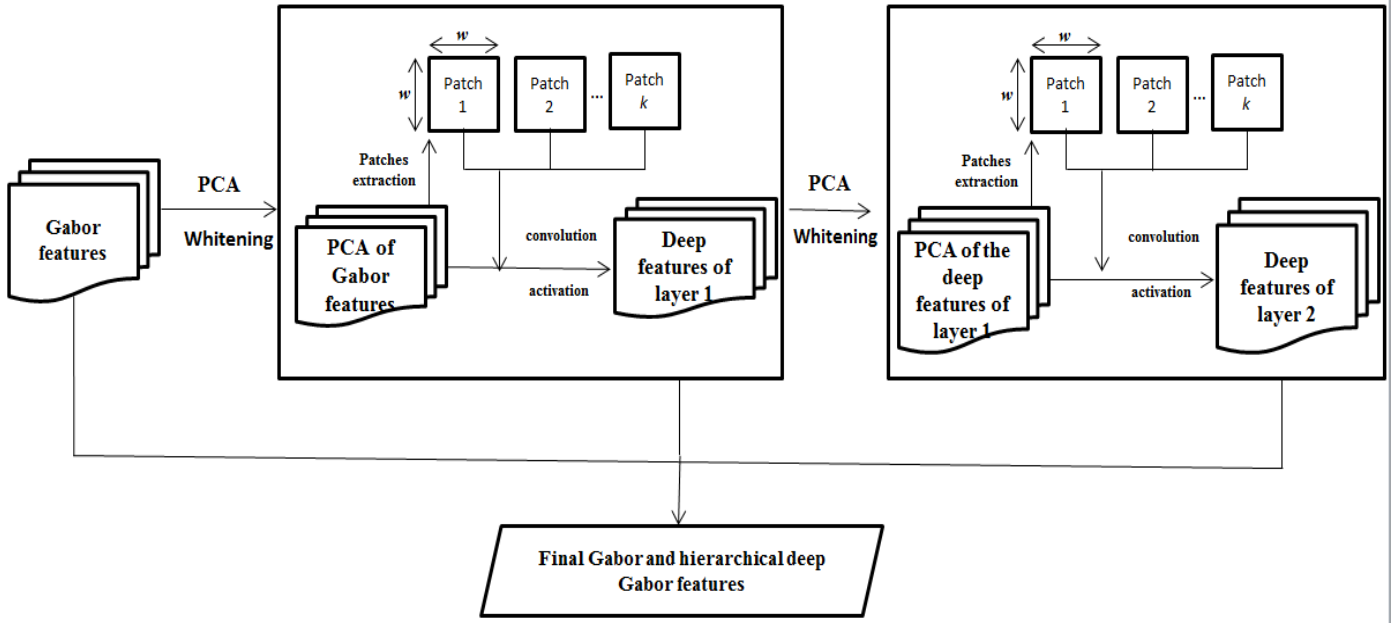 Gabor
features
PCA
Whitening
w
w
Patch
1
Patch
2
...
Patch
k
Patches
extraction
PCA of
Gabor
features
convolution
activation
Deep
features of
layer 1
PCA
Whitening
w
w
Patch
1
Patch
2
...
Patch
k
Patches
extraction
PCA of the
deep
features of
layer 1
convolution
activation
Deep
features of
layer 2
Final Gabor and hierarchical deep
Gabor features